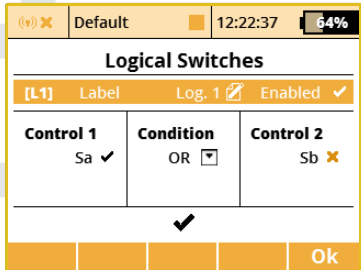 Default 12:22:37 64%
Logical Switches
[L1] Label Log. 1 Enabled
Control 1 Condition Control 2
Sa OR Sb
Ok